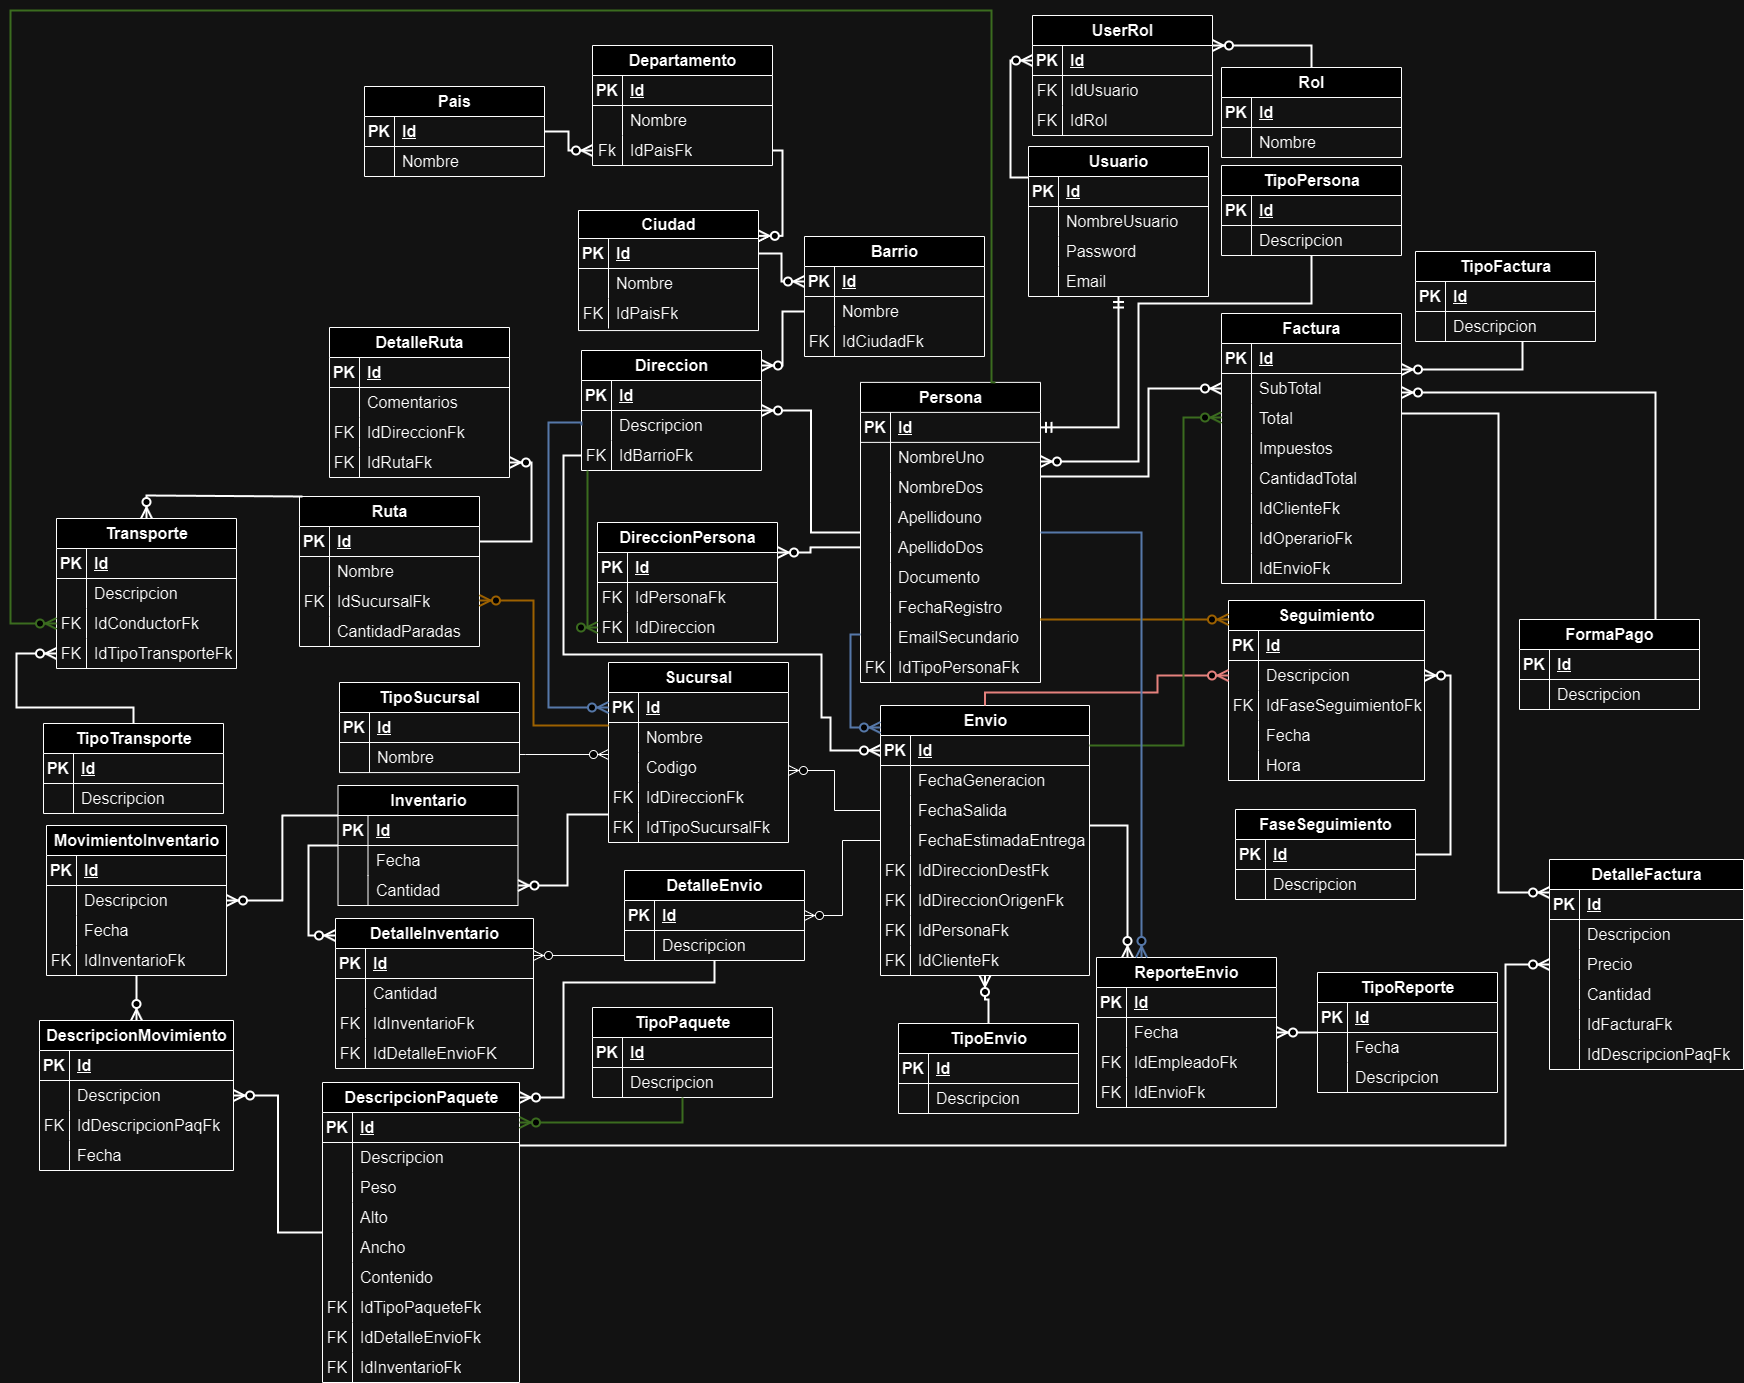 UserRol
PK Id
FK IdUsuario
FK IdRol
Departamento
PK Id
Nombre
Fk IdPaisFk
Rol
PK Id
Nombre
Pais
PK Id
Nombre
Usuario
PK Id
NombreUsuario
Password
Email
TipoPersona
PK Id
Descripcion
Ciudad
PK Id
Nombre
FK IdPaisFk
Barrio
PK Id
Nombre
FK IdCiudadFk
TipoFactura
PK Id
Descripcion
Factura
PK Id
SubTotal
Total
Impuestos
CantidadTotal
IdClienteFk
IdOperarioFk
IdEnvioFk
DetalleRuta
PK Id
Comentarios
FK IdDireccionFk
FK IdRutaFk
Direccion
PK Id
Descripcion
FK IdBarrioFk
Persona
PK Id
NombreUno
NombreDos
Apellidouno
ApellidoDos
Documento
FechaRegistro
EmailSecundario
FK IdTipoPersonaFk
Ruta
PK Id
Nombre
FK IdSucursalFk
CantidadParadas
Transporte
PK Id
Descripcion
FK IdConductorFk
FK IdTipoTransporteFk
DireccionPersona
PK Id
FK IdPersonaFk
FK IdDireccion
Seguimiento
PK Id
Descripcion
FK IdFaseSeguimientoFk
Fecha
Hora
FormaPago
PK Id
Descripcion
Sucursal
PK Id
Nombre
Codigo
FK IdDireccionFk
FK IdTipoSucursalFk
TipoSucursal
PK Id
Nombre
Envio
PK Id
FechaGeneracion
FechaSalida
FechaEstimadaEntrega
FK IdDireccionDestFk
FK IdDireccionOrigenFk
FK IdPersonaFk
FK IdClienteFk
TipoTransporte
PK Id
Descripcion
Inventario
PK Id
Fecha
Cantidad
FaseSeguimiento
PK Id
Descripcion
MovimientoInventario
PK Id
Descripcion
Fecha
FK IdInventarioFk
DetalleEnvio
PK Id
Descripcion
DetalleFactura
PK Id
Descripcion
Precio
Cantidad
IdFacturaFk
IdDescripcionPaqFk
DetalleInventario
PK Id
Cantidad
FK IdInventarioFk
FK IdDetalleEnvioFK
ReporteEnvio
PK Id
Fecha
FK IdEmpleadoFk
FK IdEnvioFk
TipoReporte
PK Id
Fecha
Descripcion
TipoPaquete
PK Id
Descripcion
DescripcionMovimiento
PK Id
Descripcion
FK IdDescripcionPaqFk
Fecha
TipoEnvio
PK Id
Descripcion
DescripcionPaquete
PK Id
Descripcion
Peso
Alto
Ancho
Contenido
FK IdTipoPaqueteFk
FK IdDetalleEnvioFk
FK IdInventarioFk